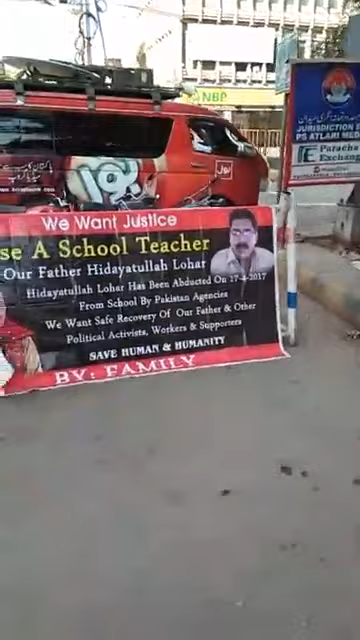 NBP
JURISDICTION
PS ATLARI MED
Paracha
Exchange
بول
We Want Justice
se A School Teacher
Our Father Hidayatullah Lohar
Hidayatullah Lohar Has Been Abducted On 17-4-2017
From School By Pakistan Agencies
We Want Safe Recovery Of Our Father & Other
Political Activists, Workers & Supporters
SAVE HUMAN & HUMANITY
BY: FAMILY